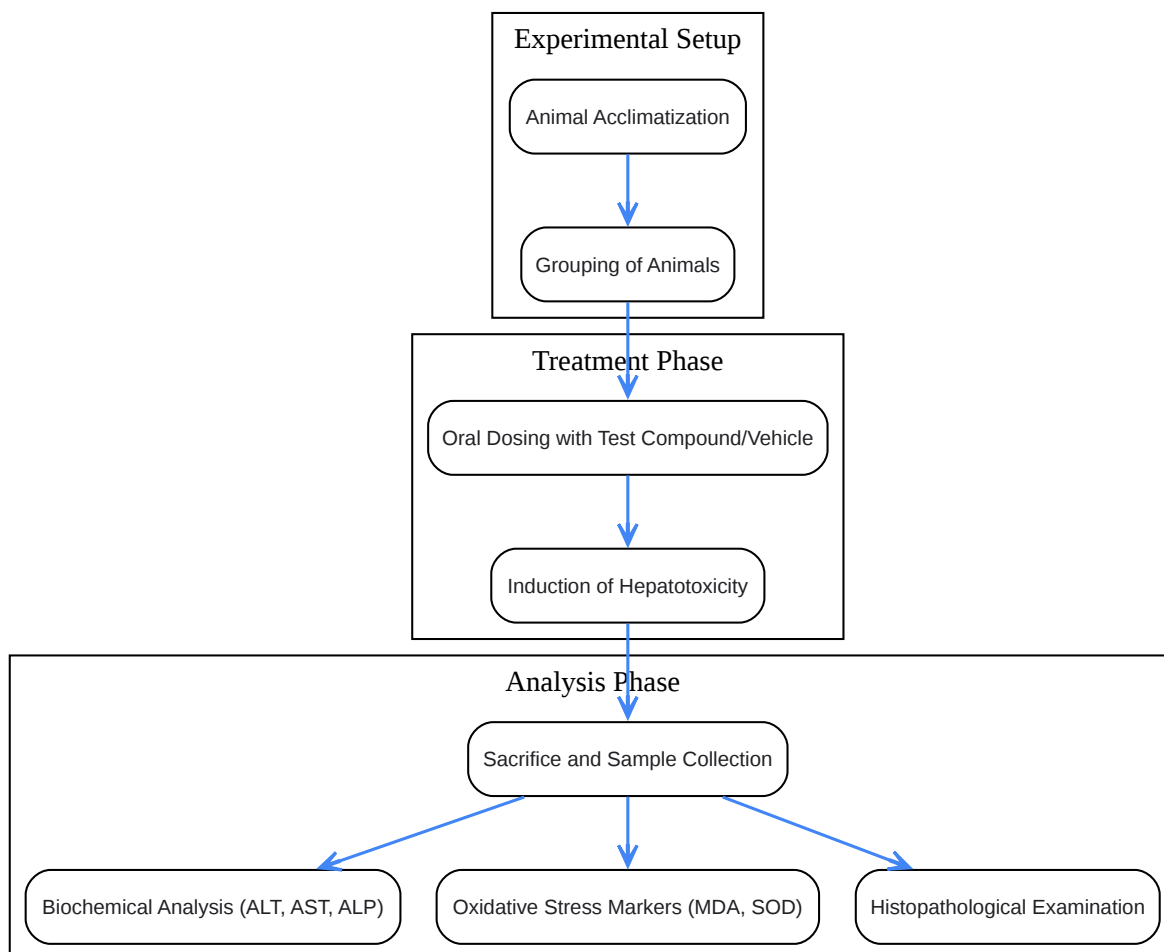 Experimental Setup
Animal Acclimatization
Grouping of Animals
Treatment Phase
Oral Dosing with Test Compound/Vehicle
Induction of Hepatotoxicity
Analysis Phase
Sacrifice and Sample Collection
Biochemical Analysis (ALT, AST, ALP)
Oxidative Stress Markers (MDA, SOD)
Histopathological Examination